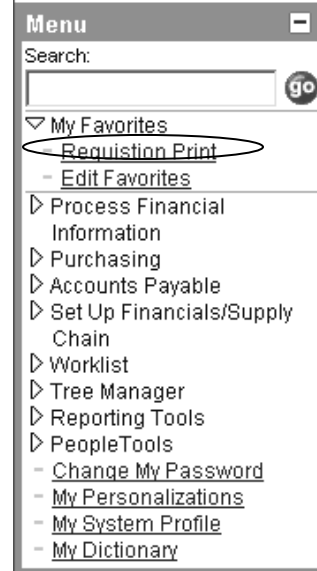 Menu
Search:
go
My Favorites
Requistion Print
Edit Favorites
Process Financial
Information
Purchasing
Accounts Payable
Set Up Financials/Supply
Chain
Worklist
Tree Manager
Reporting Tools
PeopleTools
Change My Password
My Personalizations
My System Profile
My Dictionary